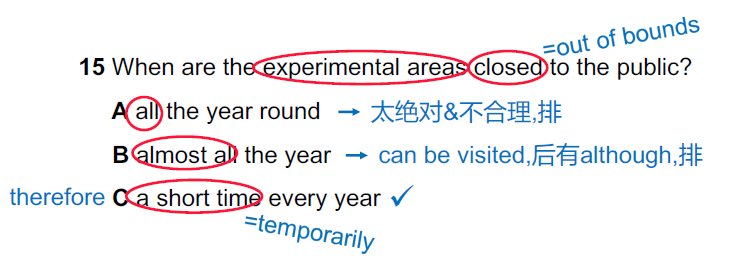 =out of bounds
15 When are the experimental areas closed to the public?
A all the year round → 太绝对&不合理,排
B almost all the year → can be visited,后有although,排
therefore C a short time every year ✓
=temporarily